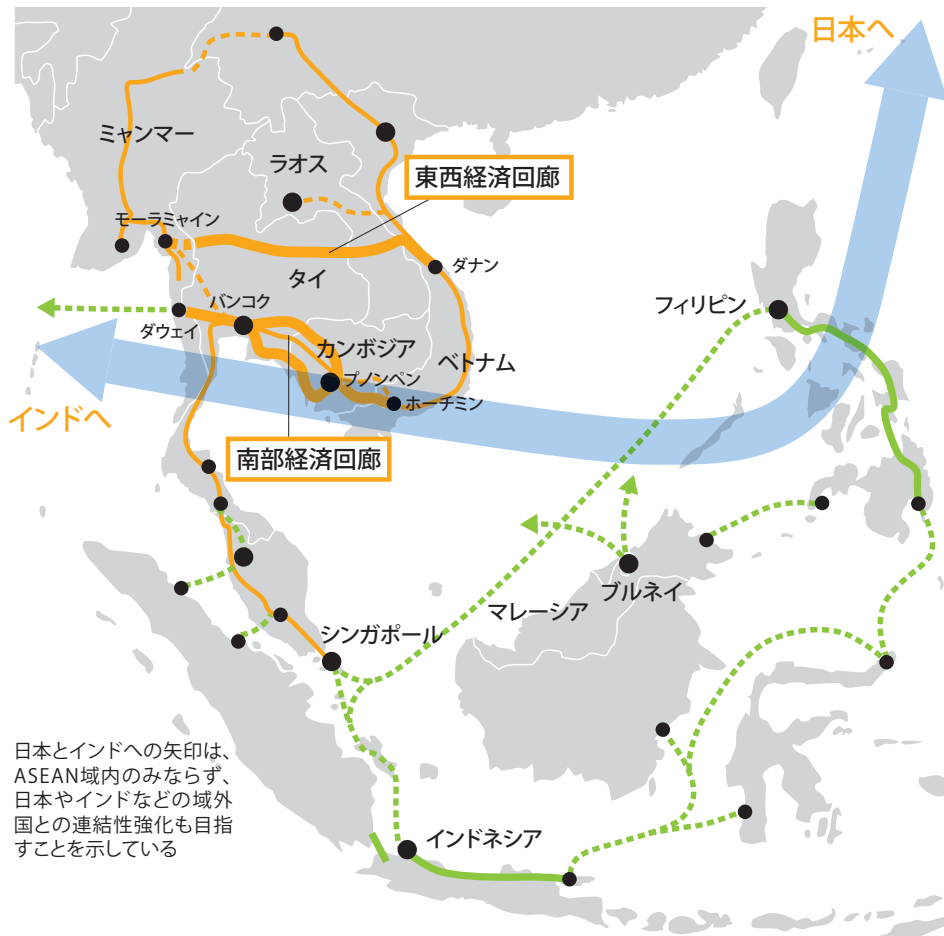 日本へ
ミャンマー
ラオス
東西経済回廊
モーラミャイン
ダナン
タイ
バンコク
フィリピン
ダウェイ
カンボジア
ベトナム
プノンペン
ホーチミン
インドへ
南部経済回廊
ブルネイ
マレーシア
シンガポール
日本とインドへの矢印は、
ASEAN域内のみならず、
日本やインドなどの域外
国との連結性強化も目指
すことを示している
インドネシア